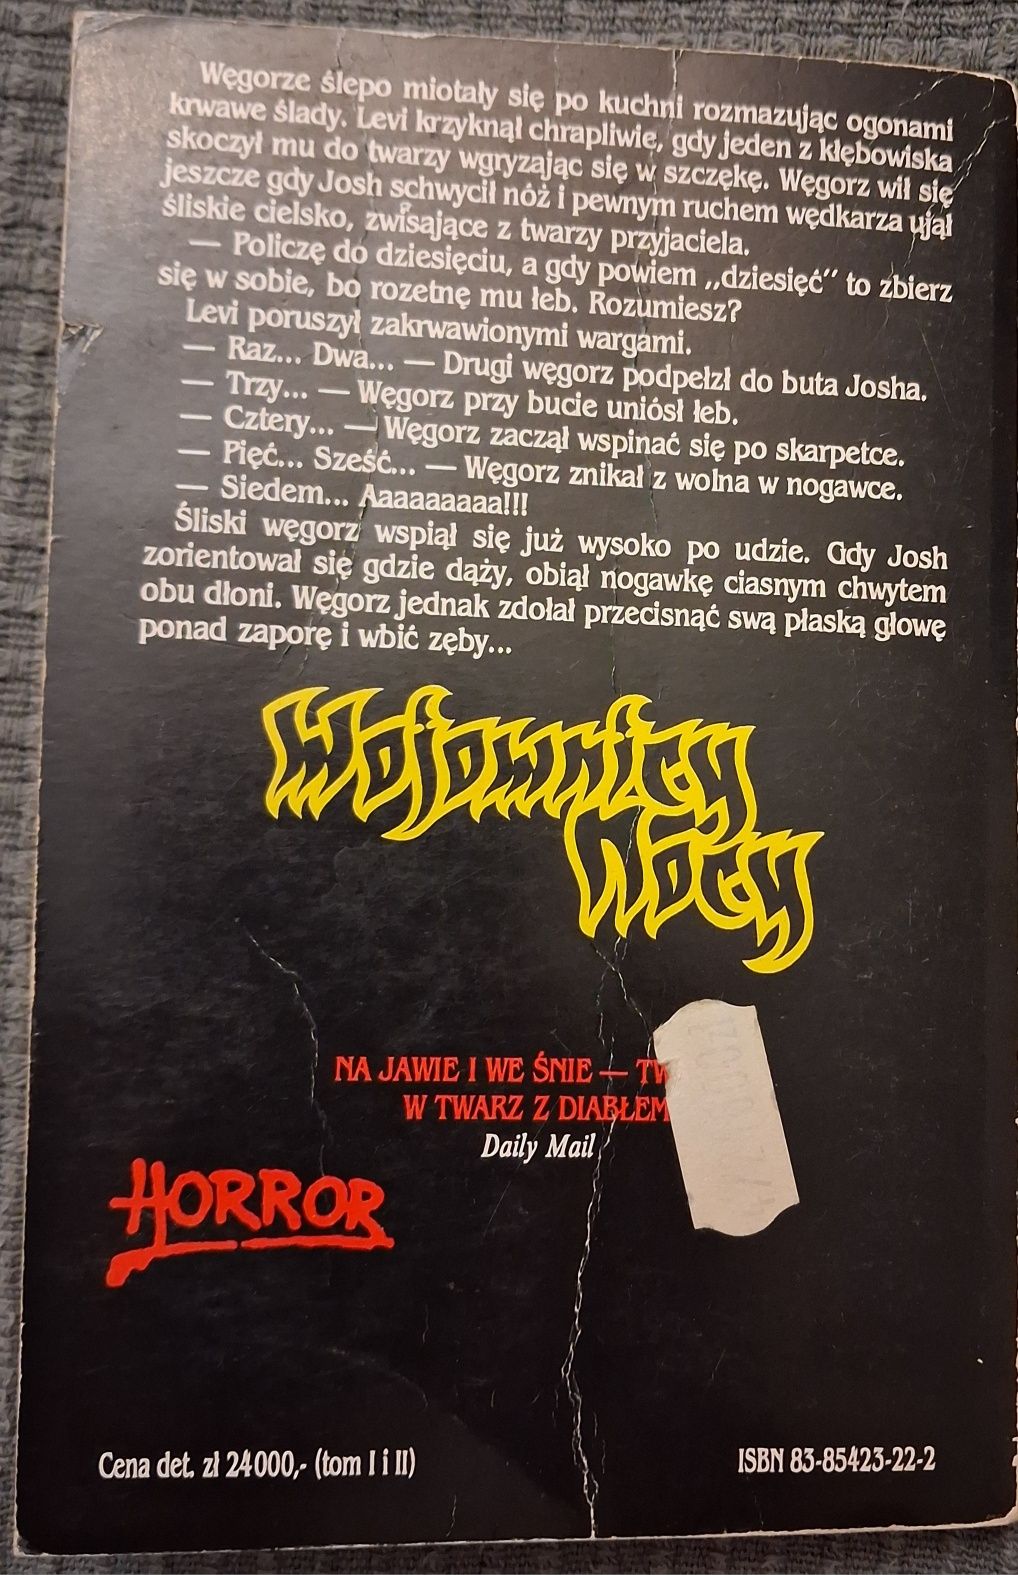 Węgorze ślepo miotały się po kuchni rozmazując ogonami
krwawe ślady. Levi krzyknął chrapliwie, gdy jeden z kłębowiska
skoczył mu do twarzy wgryzając się w szczękę. Węgorz wił się
jeszcze gdy Josh schwycił nóż i pewnym ruchem wędkarza ujął
śliskie cielsko, zwisające z twarzy przyjaciela.
— Policzę do dziesięciu, a gdy powiem „dziesięć” to zbierz
się w sobie, bo rozetnę mu łeb. Rozumiesz?
Levi poruszył zakrwawionymi wargami.
— Raz... Dwa... — Drugi węgorz podpełzł do buta Josha.
— Trzy... — Węgorz przy bucie uniósł łeb.
— Cztery... — Węgorz zaczął wspinać się po skarpetce.
— Pięć... Sześć... — Węgorz znikał z wolna w nogawce.
— Siedem... Aaaaaaaaa!!!
Śliski węgorz wspiął się już wysoko po udzie. Gdy Josh
zorientował się gdzie dąży, obiął nogawkę ciasnym chwytem
obu dłoni. Węgorz jednak zdołał przecisnąć swą płaską głowę
ponad zaporę i wbić zęby...
Wojownicy
Nocy
NA JAWIE I WE ŚNIE — TW
W TWARZ Z DIABŁEM
Daily Mail
HORROR
Cena det. zł 24000,- (tom I i II)
ISBN 83-85423-22-2